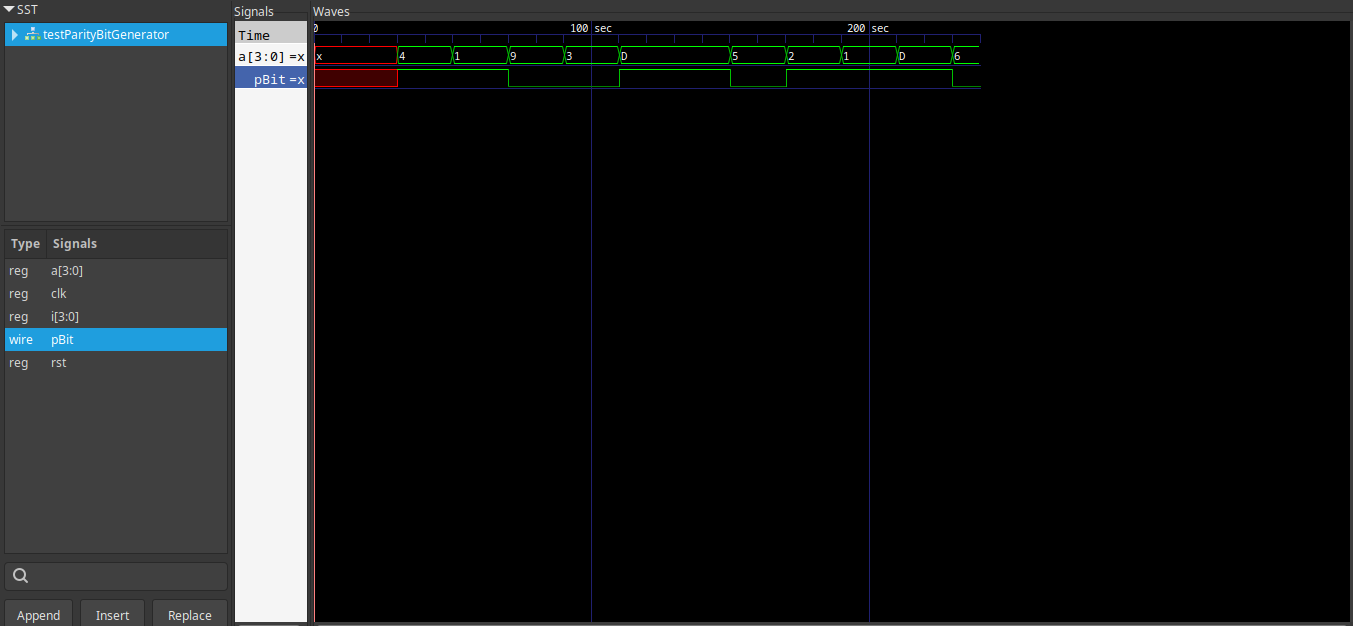 SST
testParityBitGenerator
Type Signals
reg a[3:0]
reg clk
reg i[3:0]
wire pBit
reg rst
Append Insert Replace
Signals
Time
a[3:0] =x
pBit =x
Waves
0 100 sec 200 sec
x 4 1 9 3 D 5 2 1 D 6